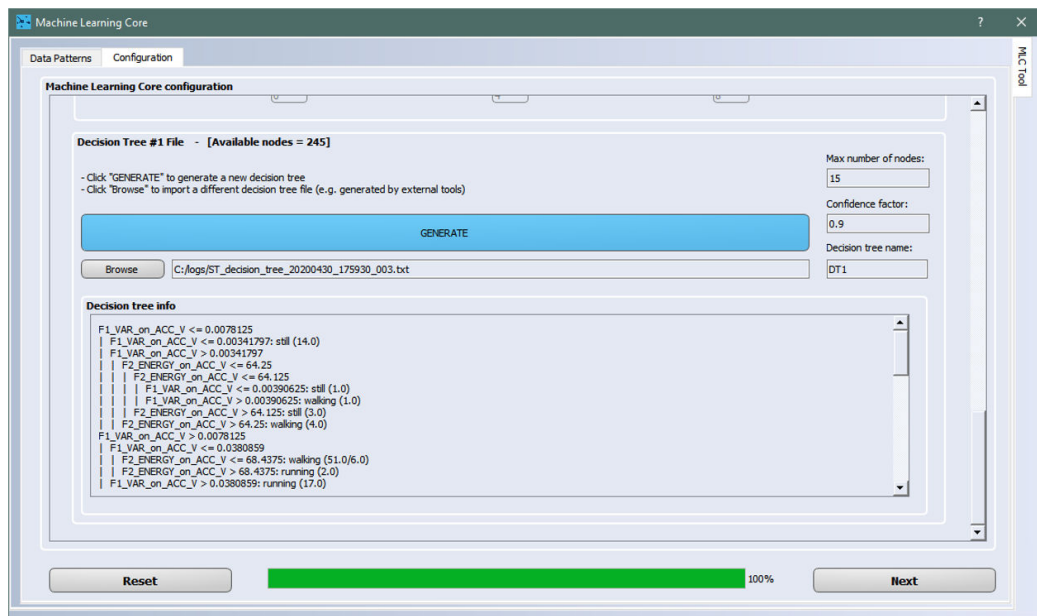 Machine Learning Core
?
MLC Tool
Data Patterns Configuration
Machine Learning Core configuration
Decision Tree #1 File - [Available nodes = 245]
- Click "GENERATE" to generate a new decision tree
- Click "Browse" to import a different decision tree file (e.g. generated by external tools)
Max number of nodes:
15
Confidence factor:
0.9
GENERATE
Decision tree name:
DT1
Browse C:/logs/ST_decision_tree_20200430_175930_003.txt
Decision tree info
F1_VAR_on_ACC_V <= 0.0078125
| F1_VAR_on_ACC_V <= 0.00341797: still (14.0)
| F1_VAR_on_ACC_V > 0.00341797
| | F2_ENERGY_on_ACC_V <= 64.25
| | | F2_ENERGY_on_ACC_V <= 64.125
| | | | F1_VAR_on_ACC_V <= 0.00390625: still (1.0)
| | | | F1_VAR_on_ACC_V > 0.00390625: walking (1.0)
| | | F2_ENERGY_on_ACC_V > 64.125: still (3.0)
| | F2_ENERGY_on_ACC_V > 64.25: walking (4.0)
F1_VAR_on_ACC_V > 0.0078125
| F1_VAR_on_ACC_V <= 0.0380859
| | F2_ENERGY_on_ACC_V <= 68.4375: walking (51.0/6.0)
| | F2_ENERGY_on_ACC_V > 68.4375: running (2.0)
| F1_VAR_on_ACC_V > 0.0380859: running (17.0)
Reset
100%
Next